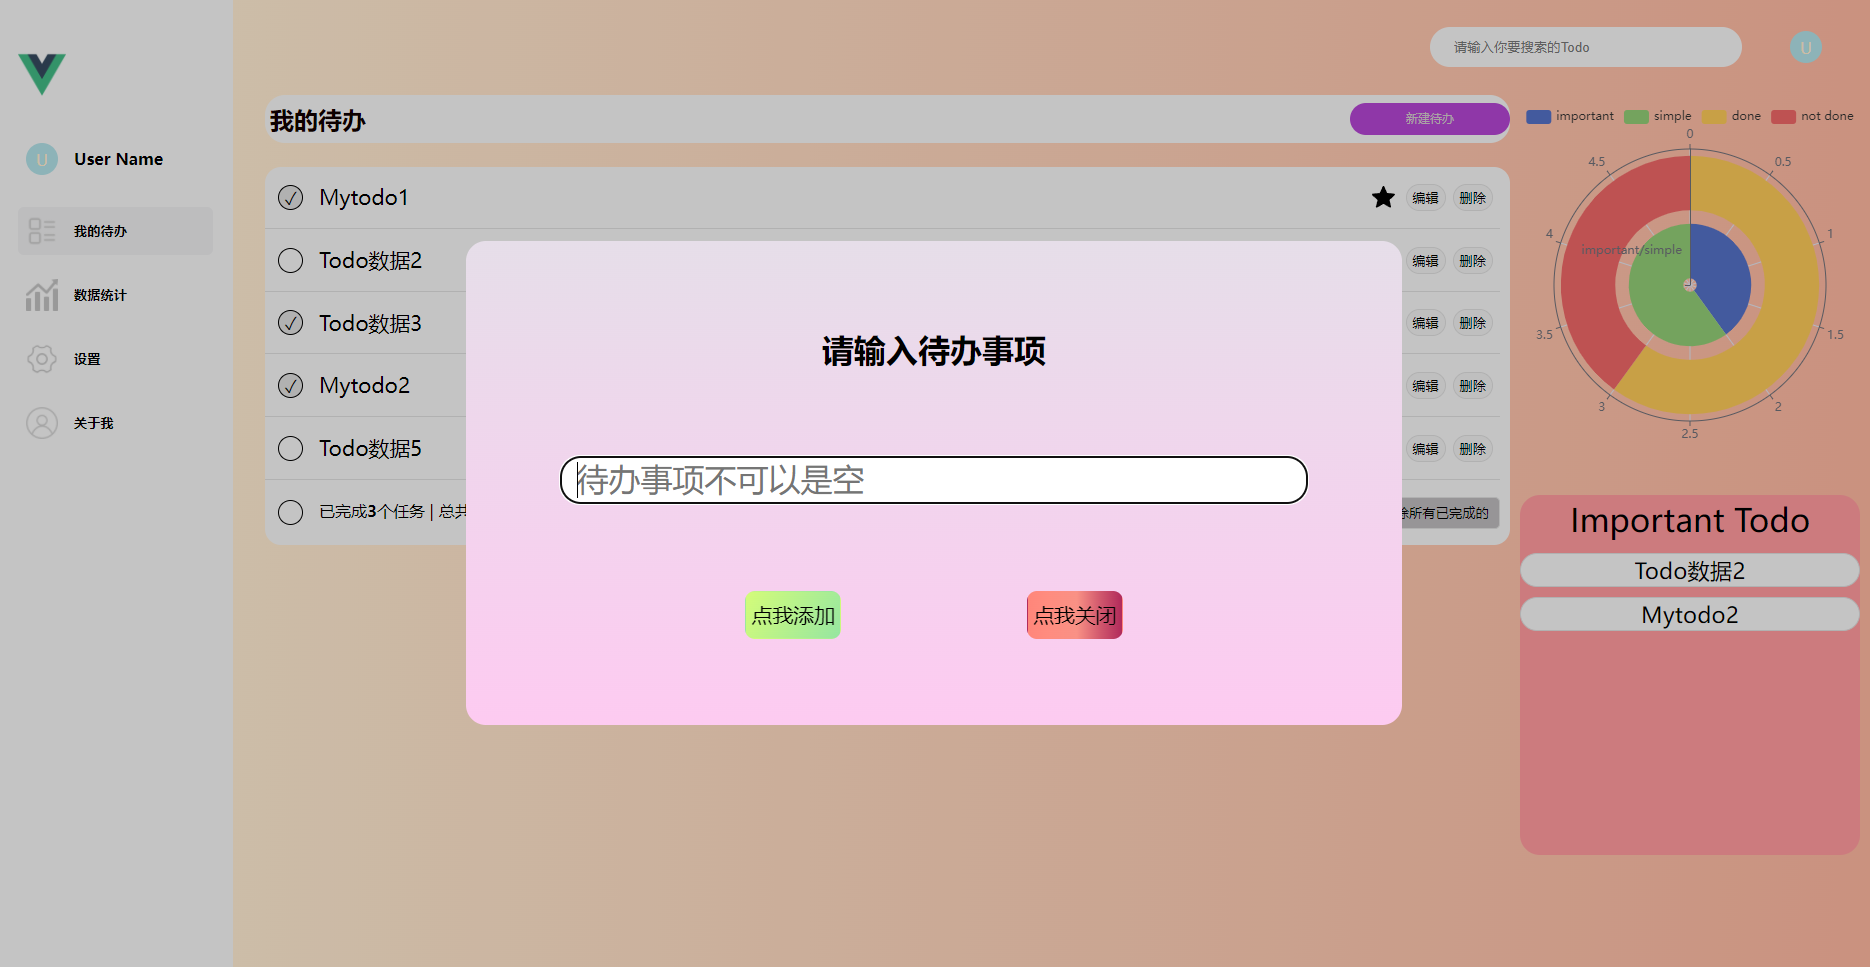 请输入你要搜索的Todo
U
U
User Name
我的待办
数据统计
设置
关于我
我的待办
新建待办
Mytodo1
编辑
删除
Todo数据2
编辑
删除
Todo数据3
编辑
删除
Mytodo2
编辑
删除
Todo数据5
编辑
删除
已完成3个任务 | 总共
除所有已完成的
请输入待办事项
待办事项不可以是空
点我添加
点我关闭
important
simple
done
not done
0
0.5
1
1.5
2
2.5
3
3.5
4
4.5
important/simple
Important Todo
Todo数据2
Mytodo2